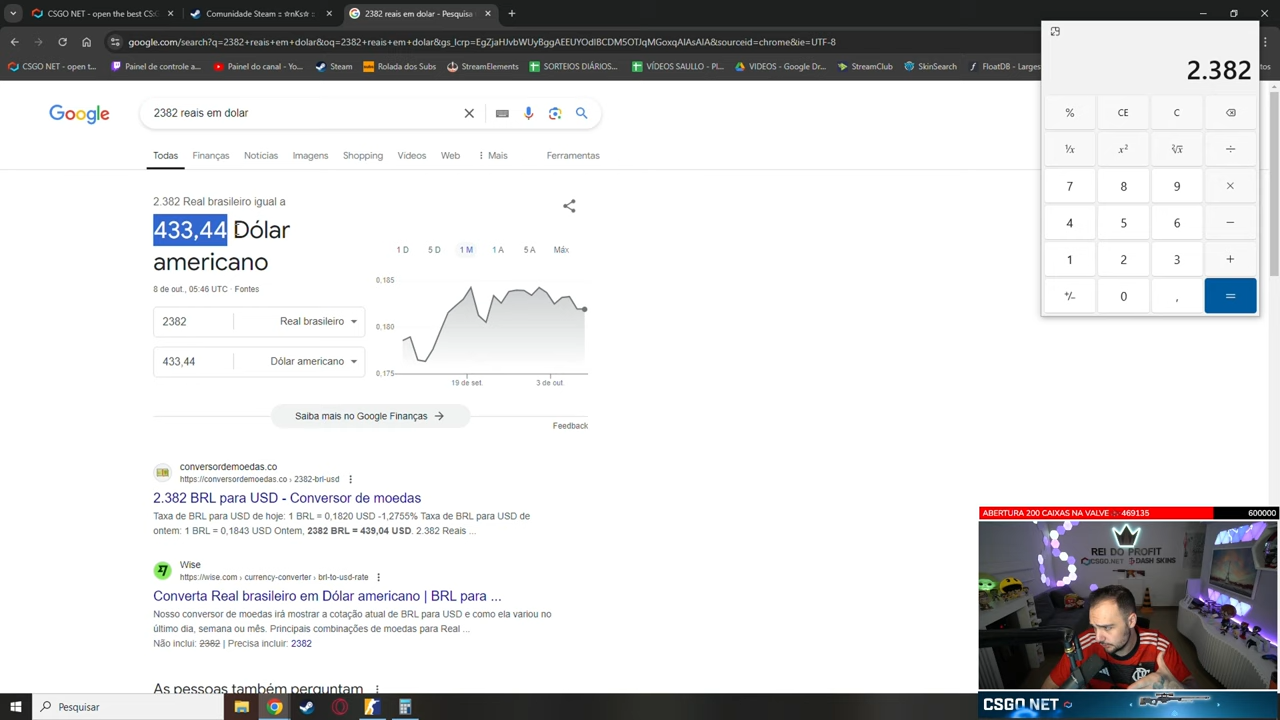 CSGO NET - open the best CS:
Comunidade Steam :: ☆rnKs☆ ::
2382 reais em dolar - Pesquisa
google.com/search?q=2382+reais+em+dolar&oq=2382+reais+em+dolar&gs_lcrp=EgZjaHJvbWUyBggAEEUYOdIBCDM5OTJqMGoxqAIAsAIA&sourceid=chrome&ie=UTF-8
CSGO NET - open t...
Painel de controle a...
Painel do canal - Yo...
Steam
Rolada dos Subs
StreamElements
SORTEIOS DIÁRIOS...
VÍDEOS SAULLO - Pl...
VIDEOS - Google Dr...
StreamClub
SkinSearch
FloatDB - Larges
tos
Google
2382 reais em dolar
Todas
Finanças
Notícias
Imagens
Shopping
Vídeos
Web
Mais
Ferramentas
2.382 Real brasileiro igual a
433,44 Dólar
americano
8 de out., 05:46 UTC · Fontes
2382 Real brasileiro
433,44 Dólar americano
1 D 5 D 1 M 1 A 5 A Máx
0,185
0,180
0,175
19 de set. 3 de out.
Saiba mais no Google Finanças →
Feedback
conversordemoedas.co
https://conversordemoedas.co › 2382-brl-usd
2.382 BRL para USD - Conversor de moedas
Taxa de BRL para USD de hoje: 1 BRL = 0,1820 USD -1,2755% Taxa de BRL para USD de
ontem: 1 BRL = 0,1843 USD Ontem, 2382 BRL = 439,04 USD. 2.382 Reais ...
Wise
https://wise.com › currency-converter › brl-to-usd-rate
Converta Real brasileiro em Dólar americano | BRL para ...
Nosso conversor de moedas irá mostrar a cotação atual de BRL para USD e como ela variou no
último dia, semana ou mês. Principais combinações de moedas para Real ...
Não inclui: 2382 | Precisa incluir: 2382
As pessoas também perguntam
2.382
% CE C
¹/x x² ²√x ÷
7 8 9 ×
4 5 6 −
1 2 3 +
+/− 0 , =
ABERTURA 200 CAIXAS NA VALVE : 469135 600000
REI DO PROFIT
CSGO.NET DASH SKINS
CSGO NET
Pesquisar